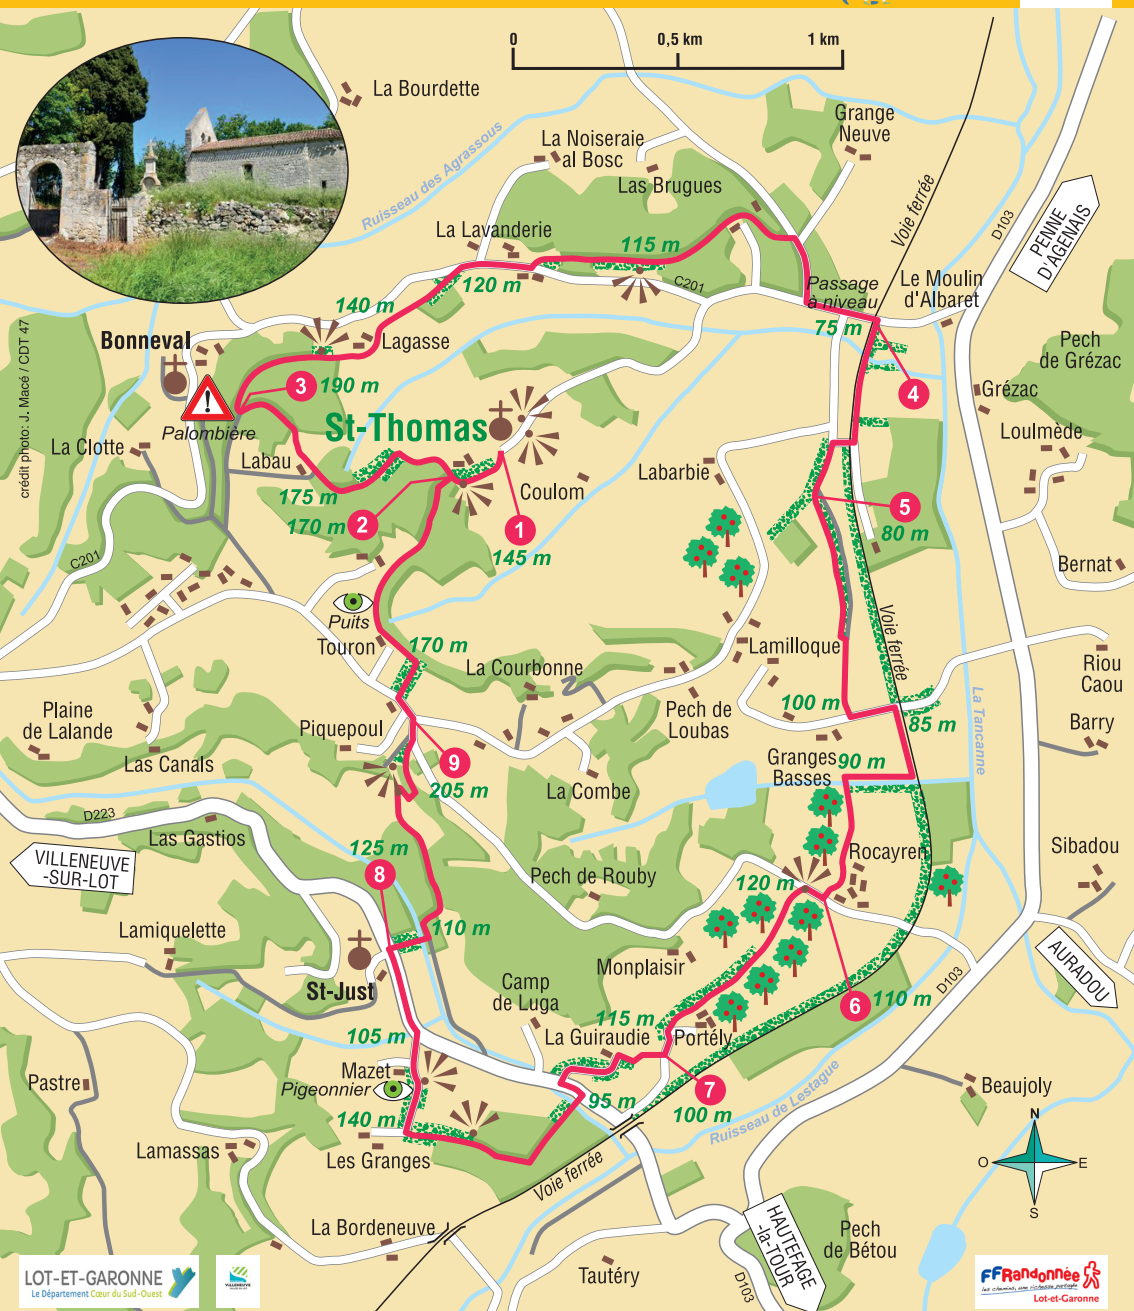 0
0,5 km
1 km
La Bourdette
Grange
Neuve
La Noiseraie
al Bosc
Ruisseau des Agrassous
Las Brugues
Voie ferrée
D103
PENNE
D'AGENAIS
La Lavanderie
115 m
120 m
C201
Passage
à niveau
Le Moulin
d'Albaret
140 m
75 m
Bonneval
Lagasse
Pech
de Grézac
crédit photo: J. Macé / CDT 47
!
3
190 m
4
Grézac
Palombière
St-Thomas
Loulmède
La Clotte
Labau
Labarbie
175 m
Coulom
5
170 m
2
1
80 m
145 m
C201
Bernat
Puits
Touron
170 m
Voie ferrée
Lamilloque
La Courbonne
Riou
Caou
100 m
La Tancanne
Plaine
de Lalande
Piquepoul
Pech de
Loubas
85 m
Barry
Las Canals
9
Granges
Basses
90 m
205 m
La Combe
D223
Las Gastios
125 m
Rocayren
Sibadou
VILLENEUVE
-SUR-LOT
8
Pech de Rouby
120 m
Lamiquelette
110 m
AURADOU
Monplaisir
St-Just
Camp
de Luga
D103
6
110 m
115 m
105 m
La Guiraudie
Portély
Mazet
Pigeonnier
7
Pastre
95 m
100 m
Beaujoly
Ruisseau de Lestague
N
140 m
Lamassas
Les Granges
O
E
Voie ferrée
S
La Bordeneuve
HAUTEFAGE
-la-TOUR
Pech
de Bétou
Tautéry
D103
LOT-ET-GARONNE
Le Département Cœur du Sud-Ouest
VILLENEUVE
FFRandonnée
les chemins, une richesse partagée
Lot-et-Garonne